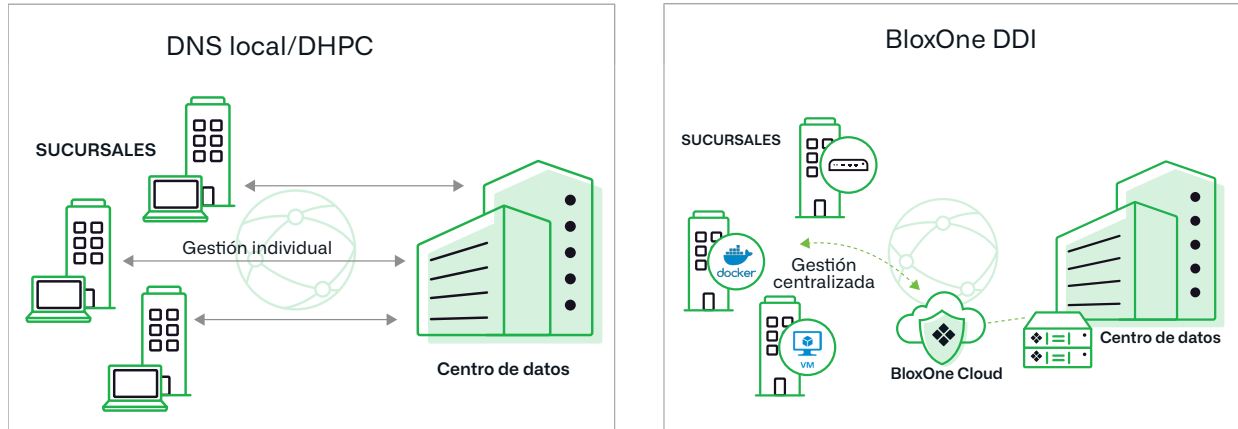 DNS local/DHPC
SUCURSALES
Gestión individual
Centro de datos
BloxOne DDI
SUCURSALES
docker
Gestión
centralizada
VM
BloxOne Cloud
Centro de datos